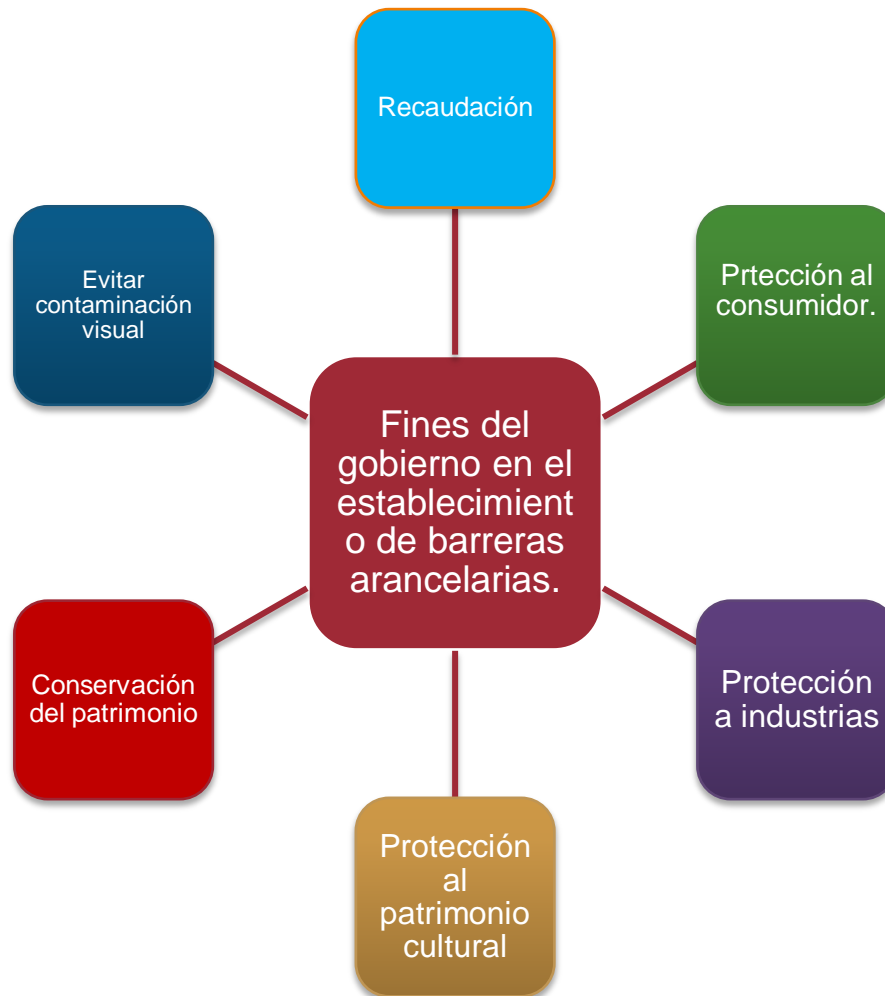 Recaudación
Prtección al
consumidor.
Protección
a industrias
Protección
al
patrimonio
cultural
Conservación
del patrimonio
Evitar
contaminación
visual
Fines del
gobierno en el
establecimient
o de barreras
arancelarias.